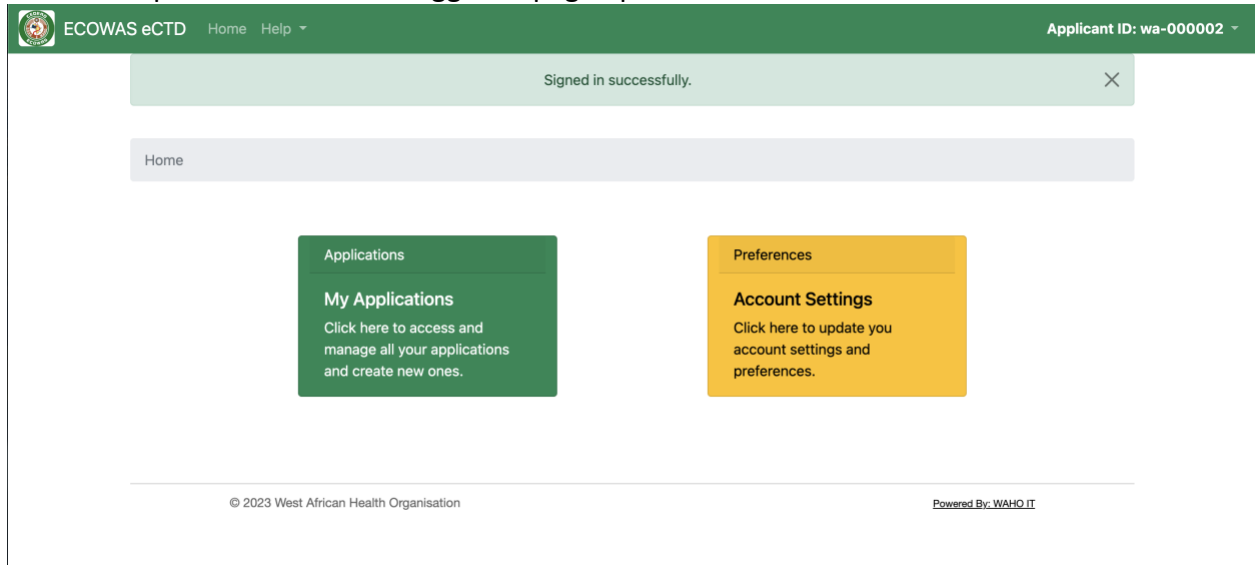 ECOWAS eCTD Home Help Applicant ID: wa-000002
Signed in successfully.
Home
Applications
My Applications
Click here to access and
manage all your applications
and create new ones.
Preferences
Account Settings
Click here to update you
account settings and
preferences.
© 2023 West African Health Organisation
Powered By: WAHO IT